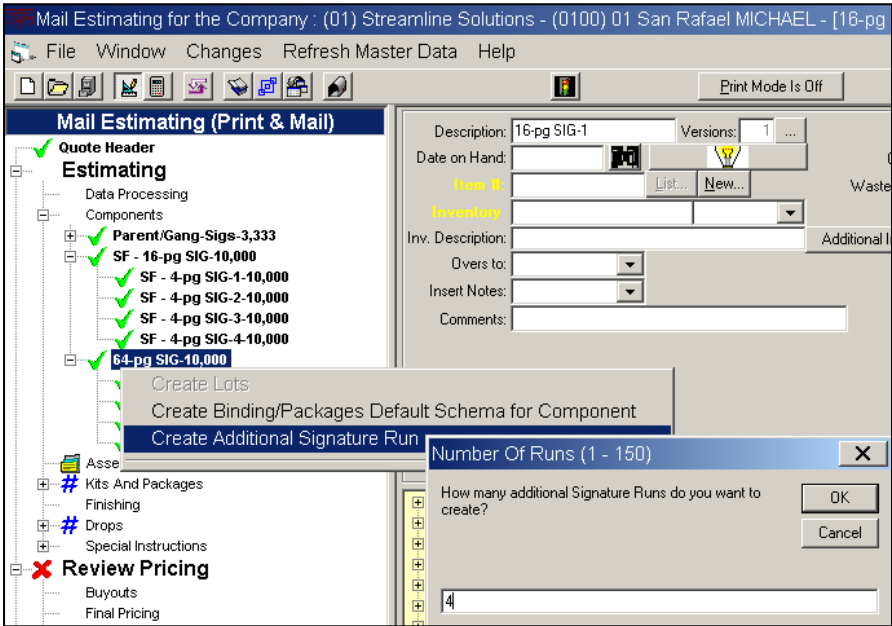 Mail Estimating for the Company : (01) Streamline Solutions - (0100) 01 San Rafael MICHAEL - [16-pg
File Window Changes Refresh Master Data Help
Print Mode Is Off
Mail Estimating (Print & Mail)
Quote Header
Estimating
Data Processing
Components
Parent/Gang-Sigs-3,333
SF - 16-pg SIG-10,000
SF - 4-pg SIG-1-10,000
SF - 4-pg SIG-2-10,000
SF - 4-pg SIG-3-10,000
SF - 4-pg SIG-4-10,000
64-pg SIG-10,000
Asse
# Kits And Packages
Finishing
# Drops
Special Instructions
Review Pricing
Buyouts
Final Pricing
Description: 16-pg SIG-1 Versions: 1 ...
Date on Hand:
Item #: List... New... Waste
Inventory
Inv. Description: Additional I
Overs to:
Insert Notes:
Comments:
Create Lots
Create Binding/Packages Default Schema for Component
Create Additional Signature Run
Number Of Runs (1 - 150)
How many additional Signature Runs do you want to
create?
OK
Cancel
4